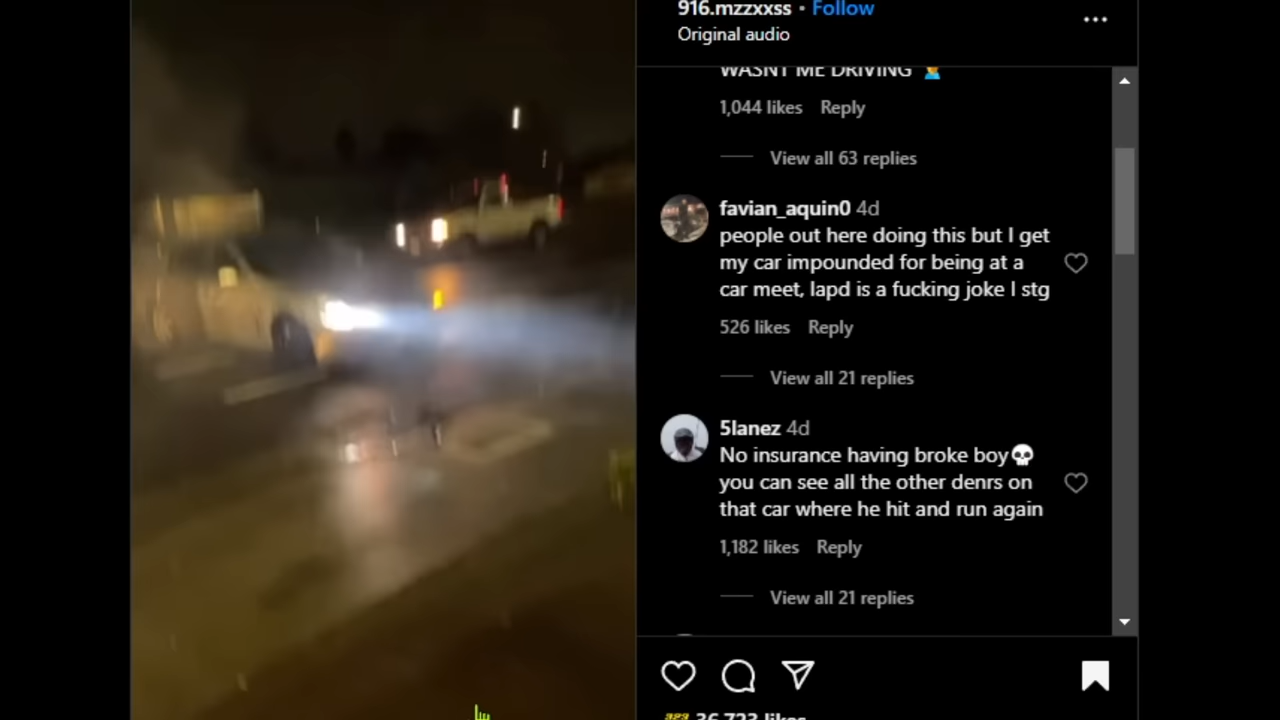 916.mzzxxss • Follow
Original audio
WASNT ME DRIVING
1,044 likes Reply
View all 63 replies
favian_aquin0 4d
people out here doing this but I get
my car impounded for being at a
car meet, lapd is a fucking joke I stg
526 likes Reply
View all 21 replies
5lanez 4d
No insurance having broke boy💀
you can see all the other denrs on
that car where he hit and run again
1,182 likes Reply
View all 21 replies
36,723 likes